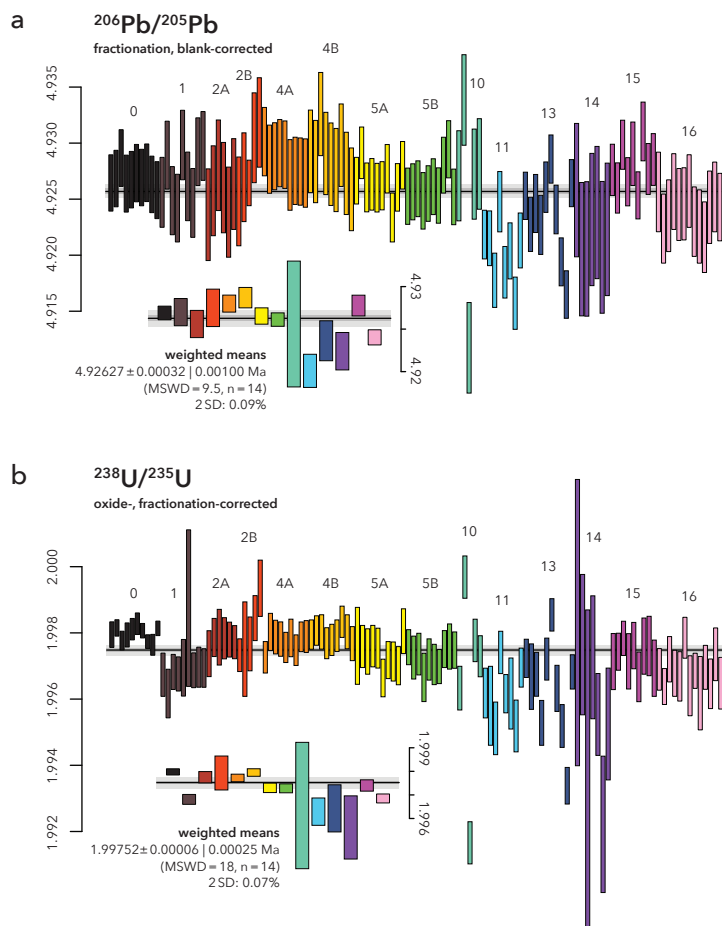 a
²⁰⁶Pb/²⁰⁵Pb
fractionation, blank-corrected
4B
4.935
0
1
2A
2B
4A
5A
5B
10
11
13
14
15
16
4.930
4.925
4.920
4.915
4.93
4.92
weighted means
4.92627 ± 0.00032 | 0.00100 Ma
(MSWD = 9.5, n = 14)
2 SD: 0.09%
b
²³⁸U/²³⁵U
oxide-, fractionation-corrected
2.000
0
1
2A
2B
4A
4B
5A
5B
10
11
13
14
15
16
1.998
1.996
1.994
1.992
1.999
1.996
weighted means
1.99752± 0.00006 | 0.00025 Ma
(MSWD = 18, n = 14)
2 SD: 0.07%